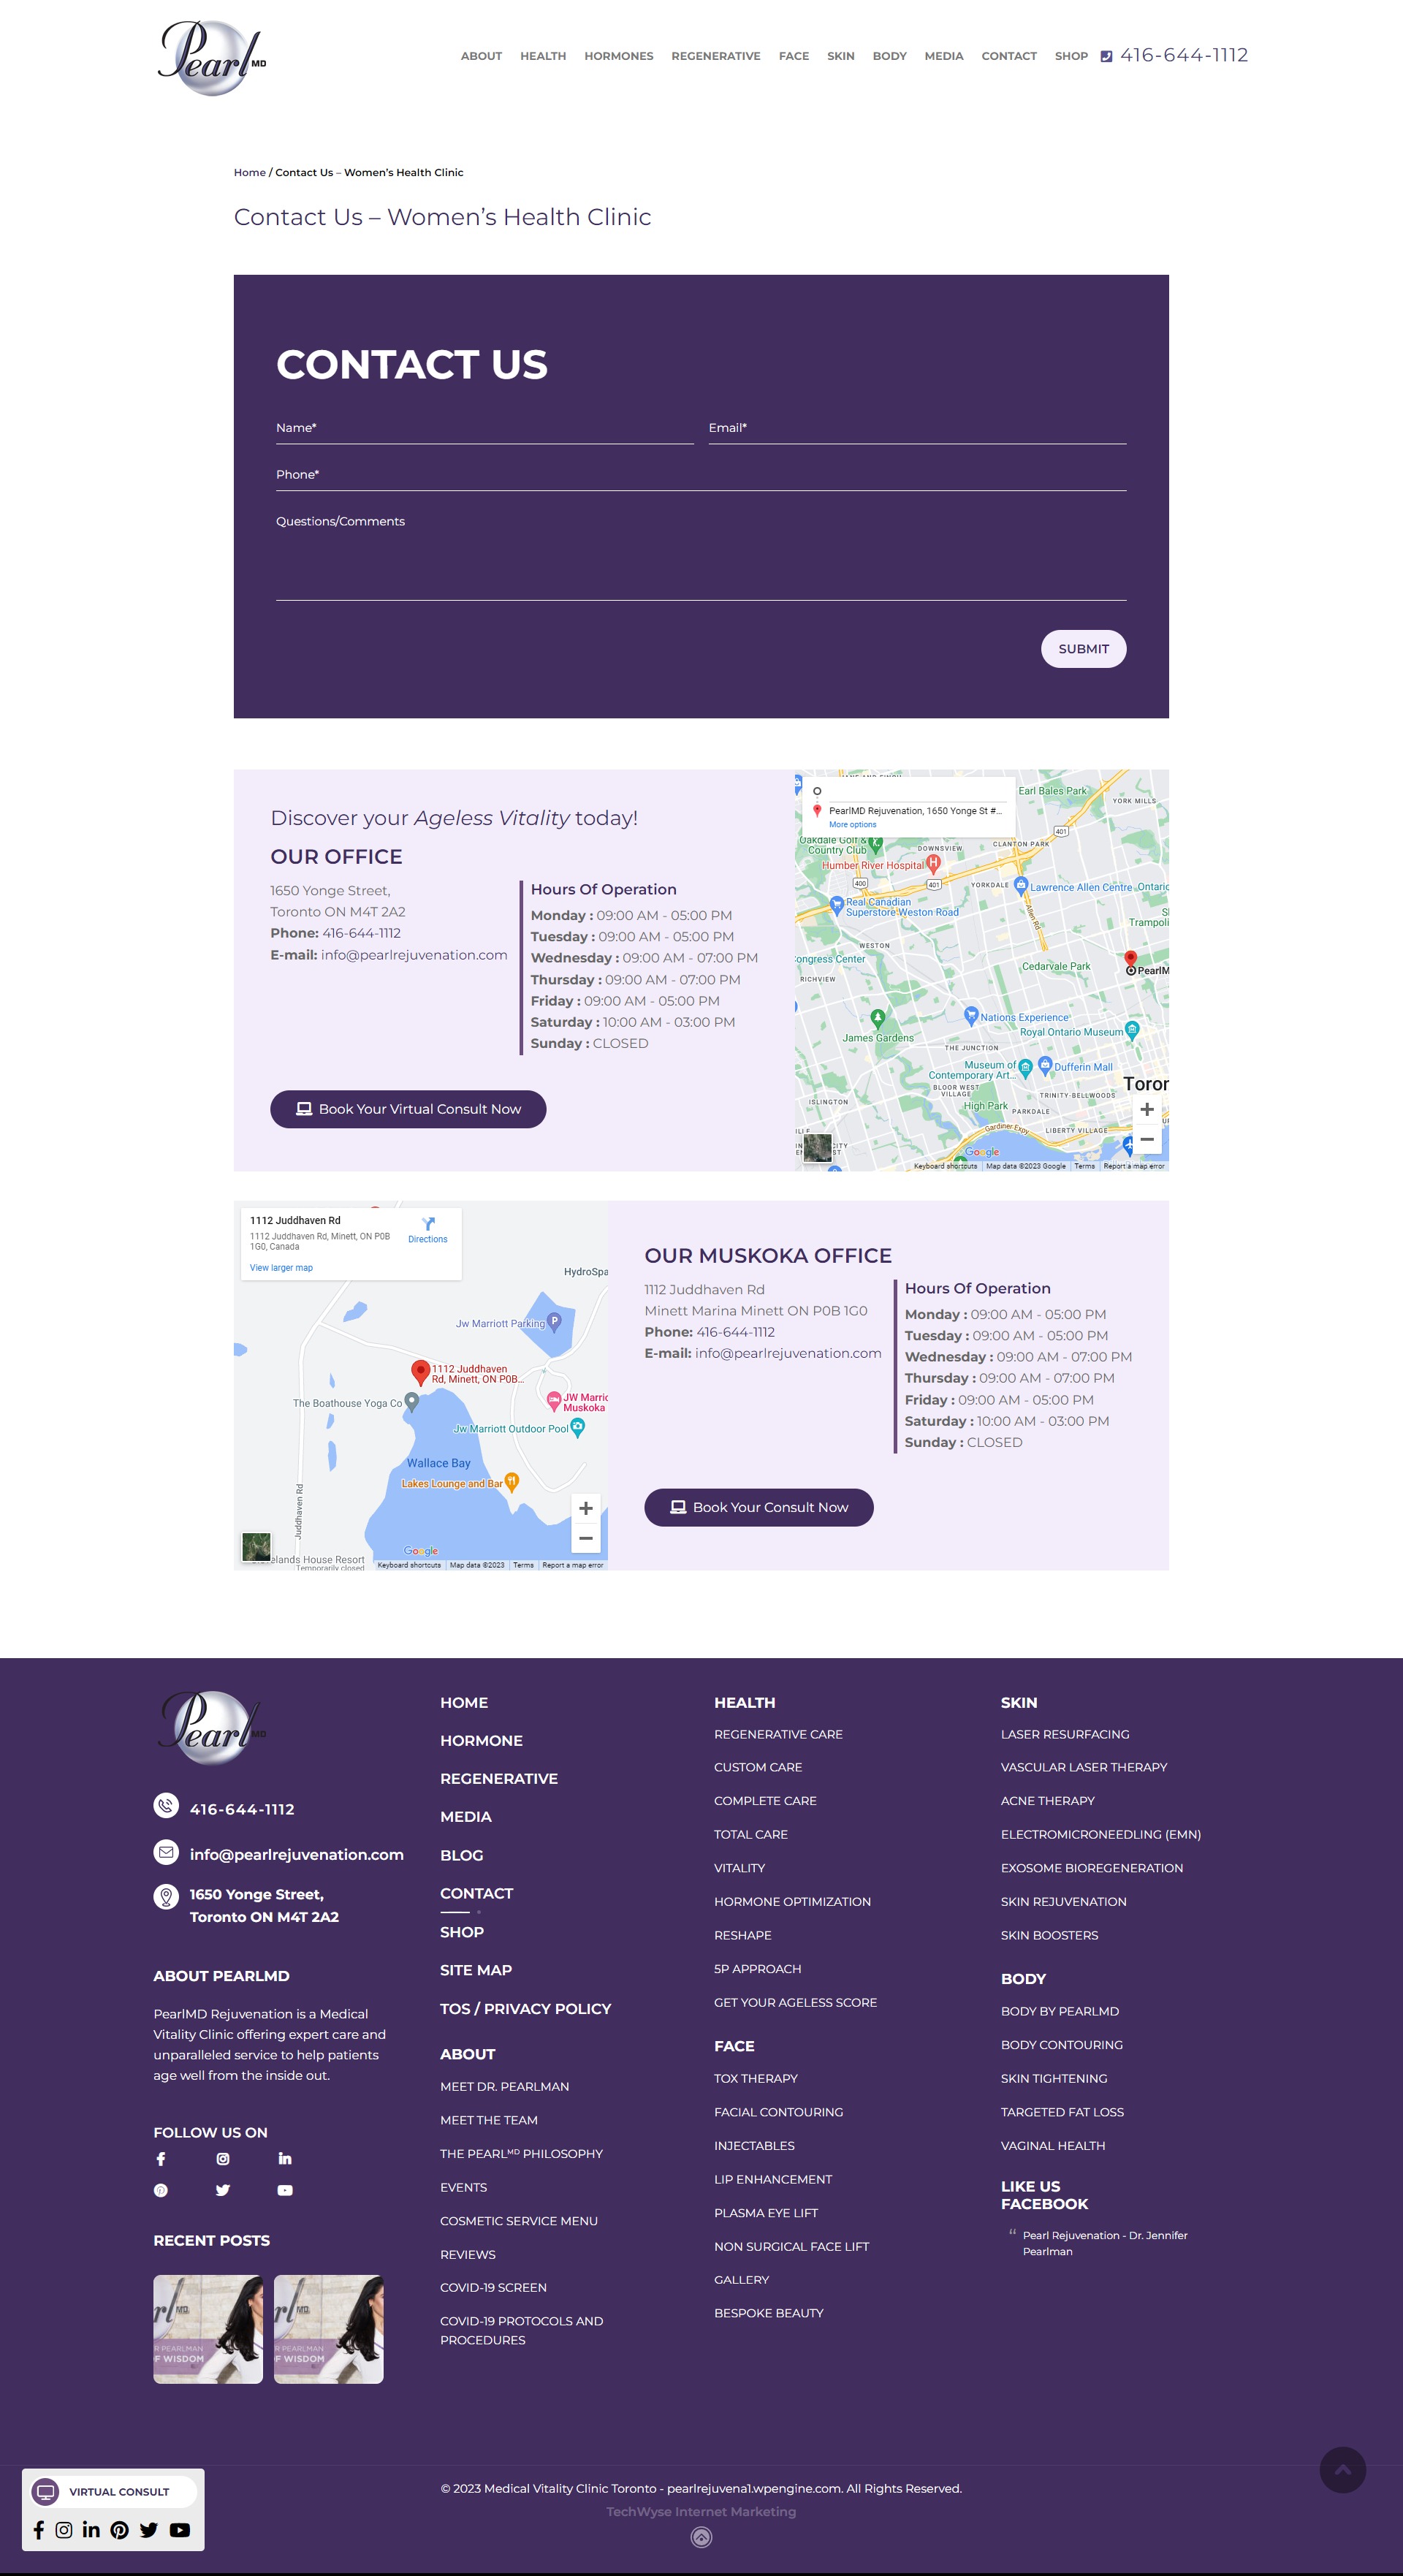 Pearl MD
ABOUT HEALTH HORMONES REGENERATIVE FACE SKIN BODY MEDIA CONTACT SHOP 416-644-1112
Home / Contact Us – Women's Health Clinic
Contact Us – Women's Health Clinic
CONTACT US
Name* Email*
Phone*
Questions/Comments
SUBMIT
Discover your Ageless Vitality today!
OUR OFFICE
1650 Yonge Street,
Toronto ON M4T 2A2
Phone: 416-644-1112
E-mail: info@pearlrejuvenation.com
Hours Of Operation
Monday : 09:00 AM - 05:00 PM
Tuesday : 09:00 AM - 05:00 PM
Wednesday : 09:00 AM - 07:00 PM
Thursday : 09:00 AM - 07:00 PM
Friday : 09:00 AM - 05:00 PM
Saturday : 10:00 AM - 03:00 PM
Sunday : CLOSED
Book Your Virtual Consult Now
PearlMD Rejuvenation, 1650 Yonge St #...
More options
Earl Bales Park
YORK MILLS
401
Oakdale Golf &
Country Club
DOWNSVIEW
CLANTON PARK
Humber River Hospital
400
401
YORKDALE
Lawrence Allen Centre
Real Canadian
Superstore Weston Road
Allen Rd
WESTON
Cedarvale Park
RICHVIEW
Nations Experience
James Gardens
Royal Ontario Museum
THE JUNCTION
Museum of
Contemporary Art...
Dufferin Mall
BLOOR WEST
VILLAGE
TRINITY-BELLWOODS
ISLINGTON
High Park
PARKDALE
LIBERTY VILLAGE
Gardiner Expy
Google
Keyboard shortcuts Map data ©2023 Google Terms Report a map error
1112 Juddhaven Rd
1112 Juddhaven Rd, Minett, ON P0B
1G0, Canada
Directions
View larger map
Jw Marriott Parking
1112 Juddhaven
Rd, Minett, ON P0B...
The Boathouse Yoga Co
Jw Marriott Outdoor Pool
Wallace Bay
Lakes Lounge and Bar
Juddhaven Rd
Google
Keyboard shortcuts Map data ©2023 Terms Report a map error
OUR MUSKOKA OFFICE
1112 Juddhaven Rd
Minett Marina Minett ON P0B 1G0
Phone: 416-644-1112
E-mail: info@pearlrejuvenation.com
Hours Of Operation
Monday : 09:00 AM - 05:00 PM
Tuesday : 09:00 AM - 05:00 PM
Wednesday : 09:00 AM - 07:00 PM
Thursday : 09:00 AM - 07:00 PM
Friday : 09:00 AM - 05:00 PM
Saturday : 10:00 AM - 03:00 PM
Sunday : CLOSED
Book Your Consult Now
Pearl MD
416-644-1112
info@pearlrejuvenation.com
1650 Yonge Street,
Toronto ON M4T 2A2
ABOUT PEARLMD
PearlMD Rejuvenation is a Medical
Vitality Clinic offering expert care and
unparalleled service to help patients
age well from the inside out.
FOLLOW US ON
RECENT POSTS
HOME
HORMONE
REGENERATIVE
MEDIA
BLOG
CONTACT
SHOP
SITE MAP
TOS / PRIVACY POLICY
ABOUT
MEET DR. PEARLMAN
MEET THE TEAM
THE PEARLᴹᴰ PHILOSOPHY
EVENTS
COSMETIC SERVICE MENU
REVIEWS
COVID-19 SCREEN
COVID-19 PROTOCOLS AND
PROCEDURES
HEALTH
REGENERATIVE CARE
CUSTOM CARE
COMPLETE CARE
TOTAL CARE
VITALITY
HORMONE OPTIMIZATION
RESHAPE
5P APPROACH
GET YOUR AGELESS SCORE
FACE
TOX THERAPY
FACIAL CONTOURING
INJECTABLES
LIP ENHANCEMENT
PLASMA EYE LIFT
NON SURGICAL FACE LIFT
GALLERY
BESPOKE BEAUTY
SKIN
LASER RESURFACING
VASCULAR LASER THERAPY
ACNE THERAPY
ELECTROMICRONEEDLING (EMN)
EXOSOME BIOREGENERATION
SKIN REJUVENATION
SKIN BOOSTERS
BODY
BODY BY PEARLMD
BODY CONTOURING
SKIN TIGHTENING
TARGETED FAT LOSS
VAGINAL HEALTH
LIKE US
FACEBOOK
Pearl Rejuvenation - Dr. Jennifer
Pearlman
VIRTUAL CONSULT
© 2023 Medical Vitality Clinic Toronto - pearlrejuvena1.wpengine.com. All Rights Reserved.
TechWyse Internet Marketing